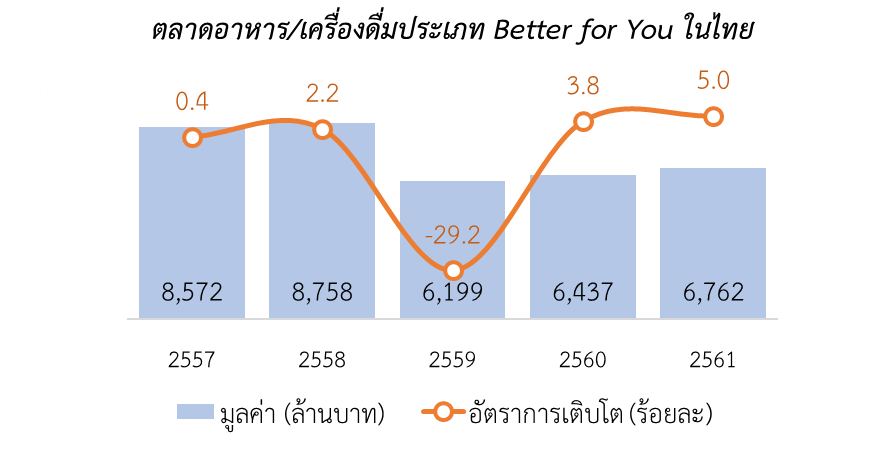 ตลาดอาหาร/เครื่องดื่มประเภท Better for You ในไทย
0.4 2.2 -29.2 3.8 5.0
8,572 8,758 6,199 6,437 6,762
2557 2558 2559 2560 2561
มูลค่า (ล้านบาท) อัตราการเติบโต (ร้อยละ)